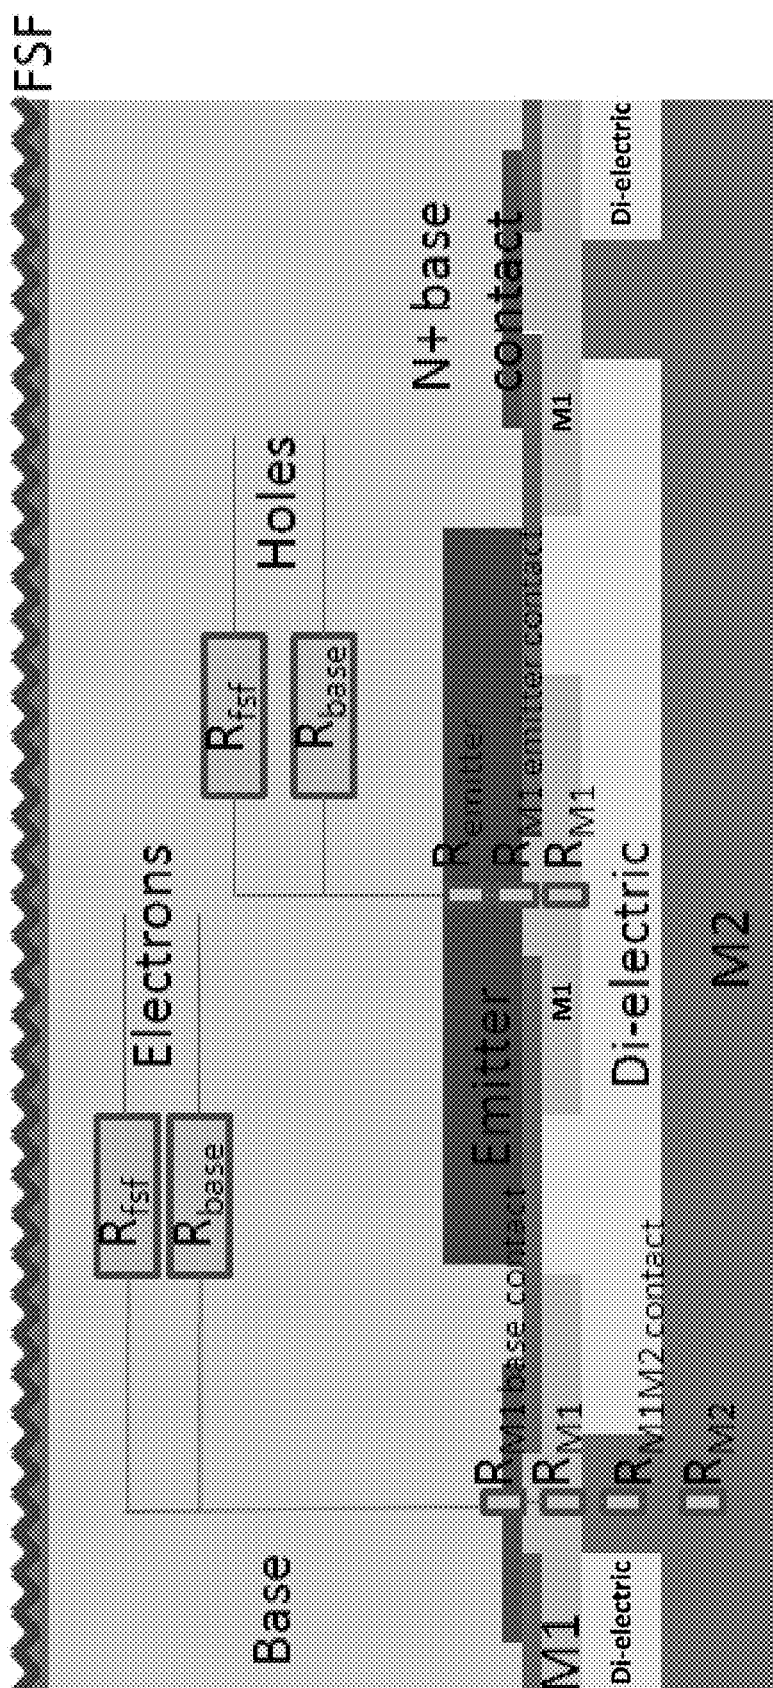 FSF
Electrons
R_fsf
R_base
Holes
R_fsf
R_base
Base
N+ base
contact
Emitter
R_emitter
R_M1 emitter contact
R_M1
R_M1 base contact
R_M1
R_M1M2 contact
R_M2
M1
M1
M1
Di-electric
Di-electric
Di-electric
M2